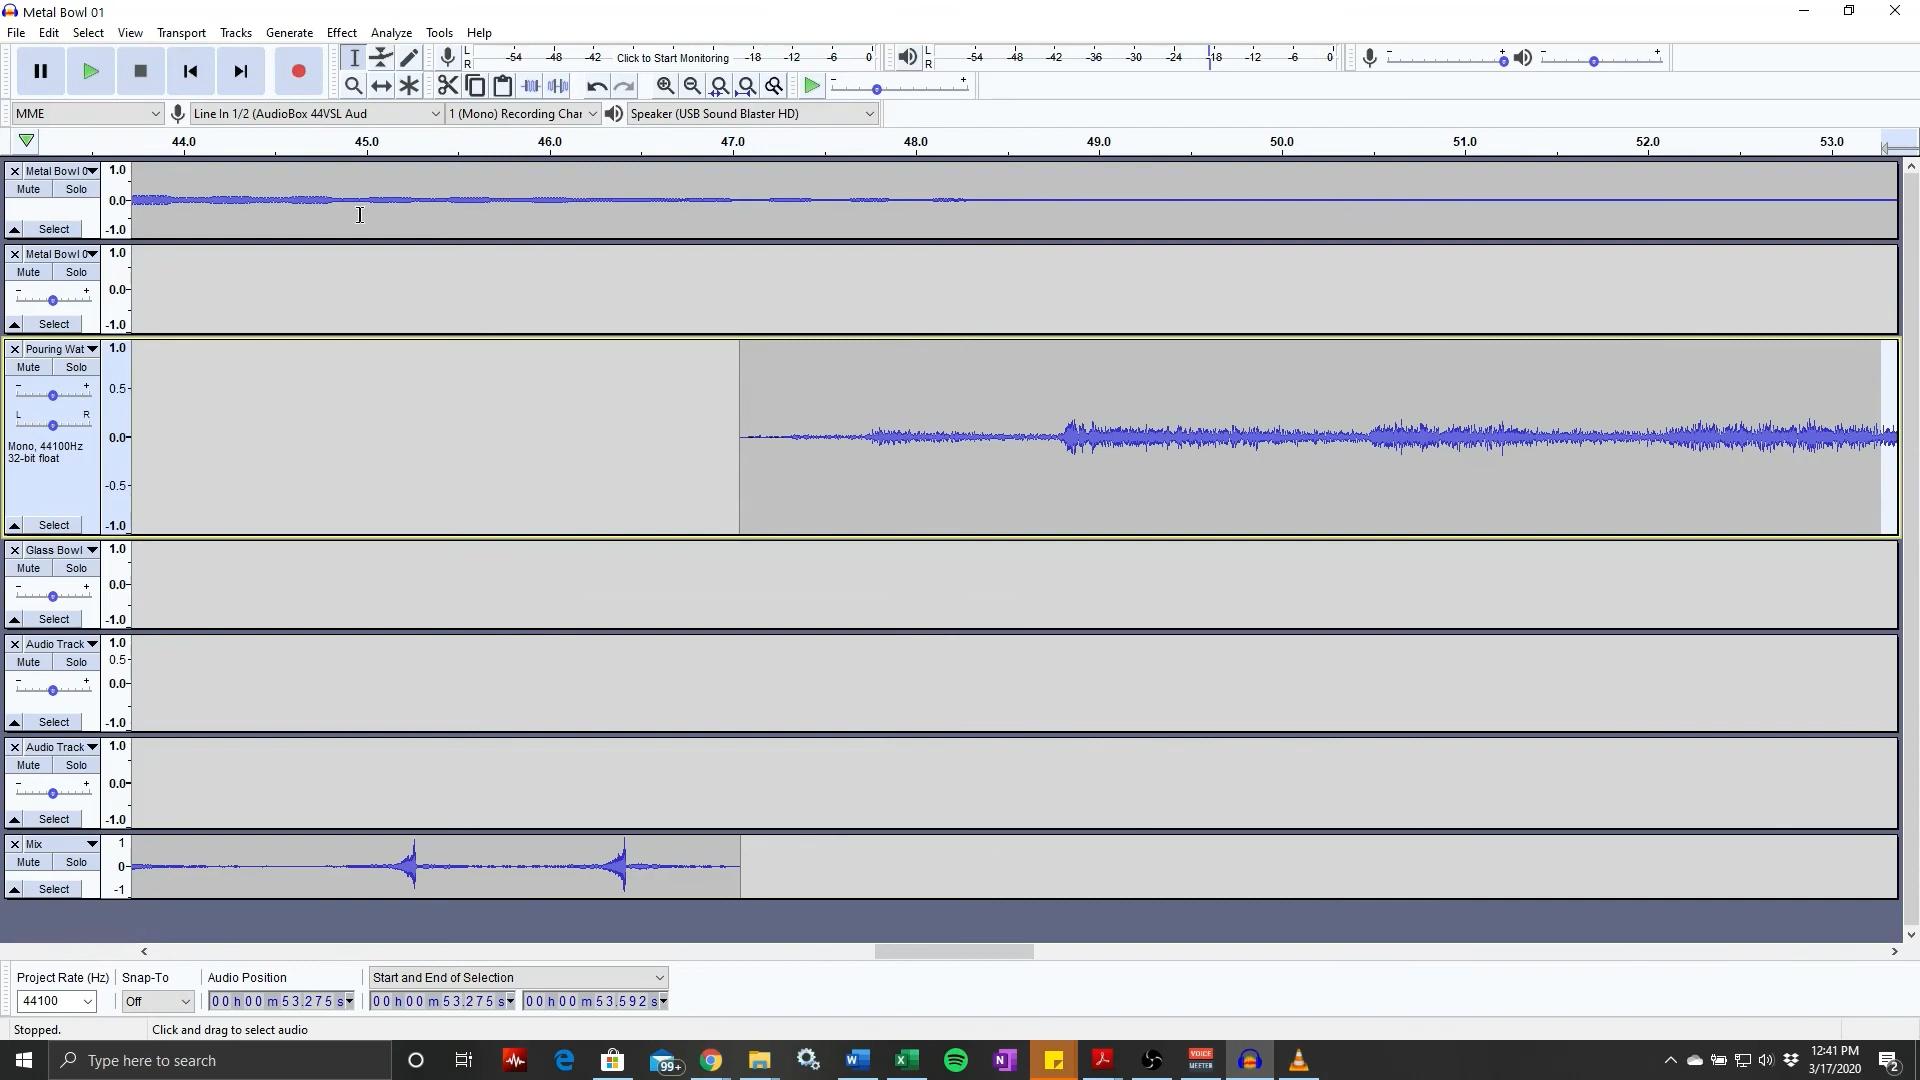 Metal Bowl 01
File Edit Select View Transport Tracks Generate Effect Analyze Tools Help
L R -54 -48 -42 Click to Start Monitoring -18 -12 -6 0 L R -54 -48 -42 -36 -30 -24 -18 -12 -6 0 - + - +
- +
MME Line In 1/2 (AudioBox 44VSL Aud 1 (Mono) Recording Char Speaker (USB Sound Blaster HD)
44.0 45.0 46.0 47.0 48.0 49.0 50.0 51.0 52.0 53.0
Metal Bowl 0 1.0
Mute Solo
0.0
Select -1.0
Metal Bowl 0 1.0
Mute Solo
- + 0.0
Select -1.0
Pouring Wat 1.0
Mute Solo
- + 0.5
L R
Mono, 44100Hz 0.0
32-bit float
-0.5
Select -1.0
Glass Bowl 1.0
Mute Solo
- + 0.0
Select -1.0
Audio Track 1.0
Mute Solo 0.5
- + 0.0
Select -1.0
Audio Track 1.0
Mute Solo
- + 0.0
Select -1.0
Mix 1
Mute Solo 0
Select -1
Project Rate (Hz) Snap-To Audio Position Start and End of Selection
44100 Off 00 h 00 m 53.275 s 00 h 00 m 53.275 s 00 h 00 m 53.592 s
Stopped. Click and drag to select audio
Type here to search 99+ VOICE MEETER 12:41 PM
3/17/2020 2